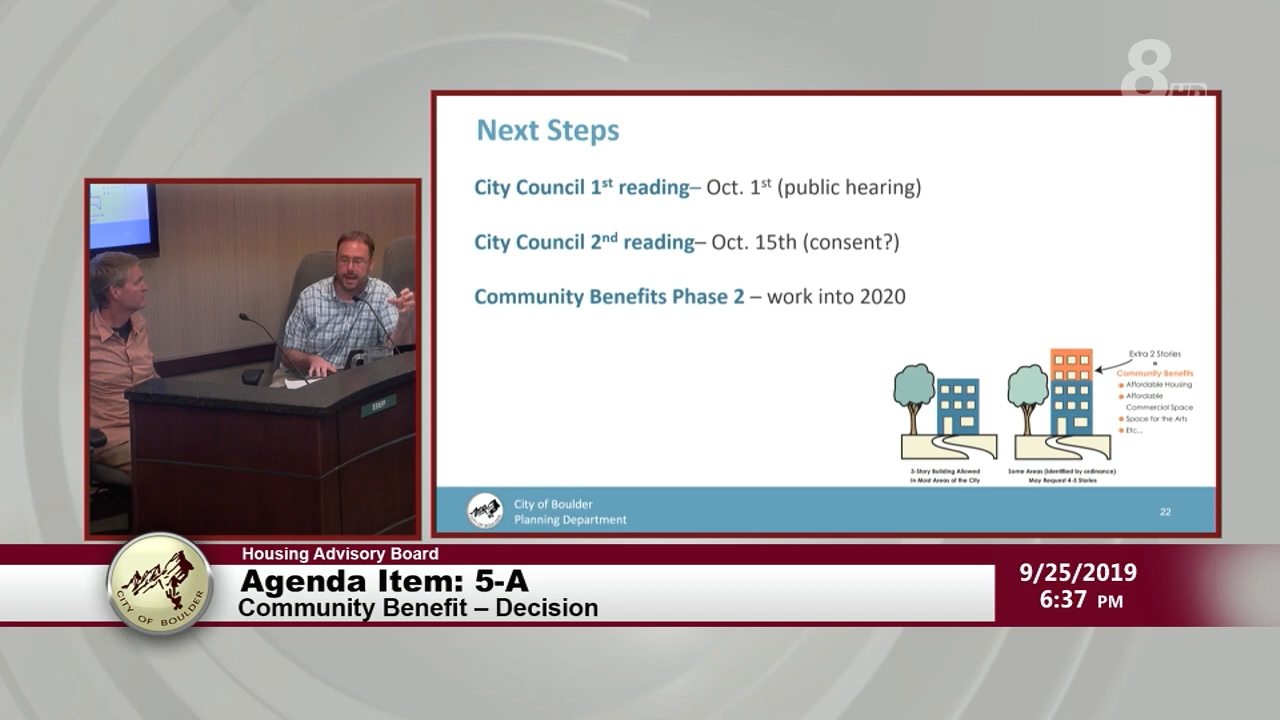 8
HD
Next Steps
City Council 1st reading– Oct. 1st (public hearing)
City Council 2nd reading– Oct. 15th (consent?)
Community Benefits Phase 2 – work into 2020
Extra 2 Stories
=
Community Benefits
Affordable Housing
Affordable
Commercial Space
Space for the Arts
Etc...
3-Story Building Allowed
In Most Areas of the City
Some Areas (identified by ordinance)
May Request 4-5 Stories
City of Boulder
Planning Department
22
STAFF
Housing Advisory Board
Agenda Item: 5-A
Community Benefit – Decision
CITY OF BOULDER
9/25/2019
6:37 PM